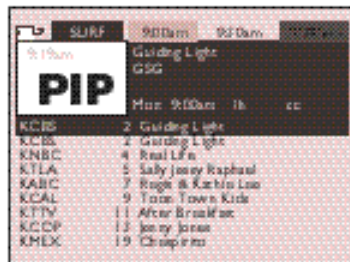 SURF 9:00am 9:30am
9:19am Guiding Light
GSG
PIP
Mon 9:00am 1h cc
KCBS 2 Guiding Light
KCBS 2 Guiding Light
KNBC 4 Real Life
KTLA 5 Sally Jessy Raphael
KABC 7 Regis & Kathie Lee
KCAL 9 Toon Town Kids
KTTV 11 After Breakfast
KCOP 13 Jenny Jones
KMEX 19 Chespirito